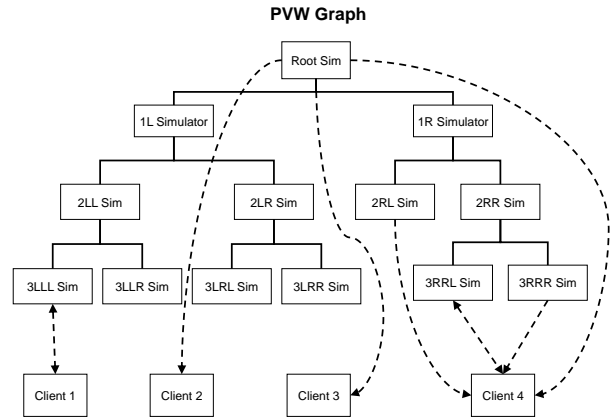 PVW Graph
Root Sim
1L Simulator
1R Simulator
2LL Sim
2LR Sim
2RL Sim
2RR Sim
3LLL Sim
3LLR Sim
3LRL Sim
3LRR Sim
3RRL Sim
3RRR Sim
Client 1
Client 2
Client 3
Client 4